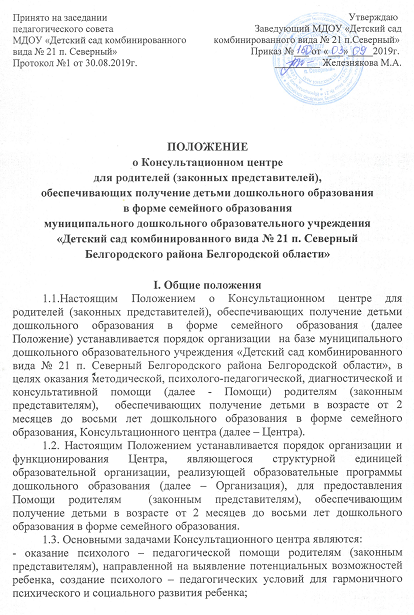 Принято на заседании
педагогического совета
МДОУ «Детский сад комбинированного
вида № 21 п. Северный»
Протокол №1 от 30.08.2019г.
Утверждаю
Заведующий МДОУ «Детский сад
комбинированного вида № 21 п.Северный»
Приказ № 150 от « 03 » 09 2019г.
Железнякова М.А.
ПОЛОЖЕНИЕ
о Консультационном центре
для родителей (законных представителей),
обеспечивающих получение детьми дошкольного образования
в форме семейного образования
муниципального дошкольного образовательного учреждения
«Детский сад комбинированного вида № 21 п. Северный
Белгородского района Белгородской области»
I. Общие положения
1.1.Настоящим Положением о Консультационном центре для
родителей (законных представителей), обеспечивающих получение детьми
дошкольного образования в форме семейного образования (далее
Положение) устанавливается порядок организации на базе муниципального
дошкольного образовательного учреждения «Детский сад комбинированного
вида № 21 п. Северный Белгородского района Белгородской области», в
целях оказания методической, психолого-педагогической, диагностической и
консультативной помощи (далее - Помощи) родителям (законным
представителям), обеспечивающих получение детьми в возрасте от 2
месяцев до восьми лет дошкольного образования в форме семейного
образования, Консультационного центра (далее – Центра).
1.2. Настоящим Положением устанавливается порядок организации и
функционирования Центра, являющегося структурной единицей
образовательной организации, реализующей образовательные программы
дошкольного образования (далее – Организация), для предоставления
Помощи родителям (законным представителям), обеспечивающим
получение детьми в возрасте от 2 месяцев до восьми лет дошкольного
образования в форме семейного образования.
1.3. Основными задачами Консультационного центра являются:
- оказание психолого – педагогической помощи родителям (законным
представителям), направленной на выявление потенциальных возможностей
ребенка, создание психолого – педагогических условий для гармоничного
психического и социального развития ребенка;